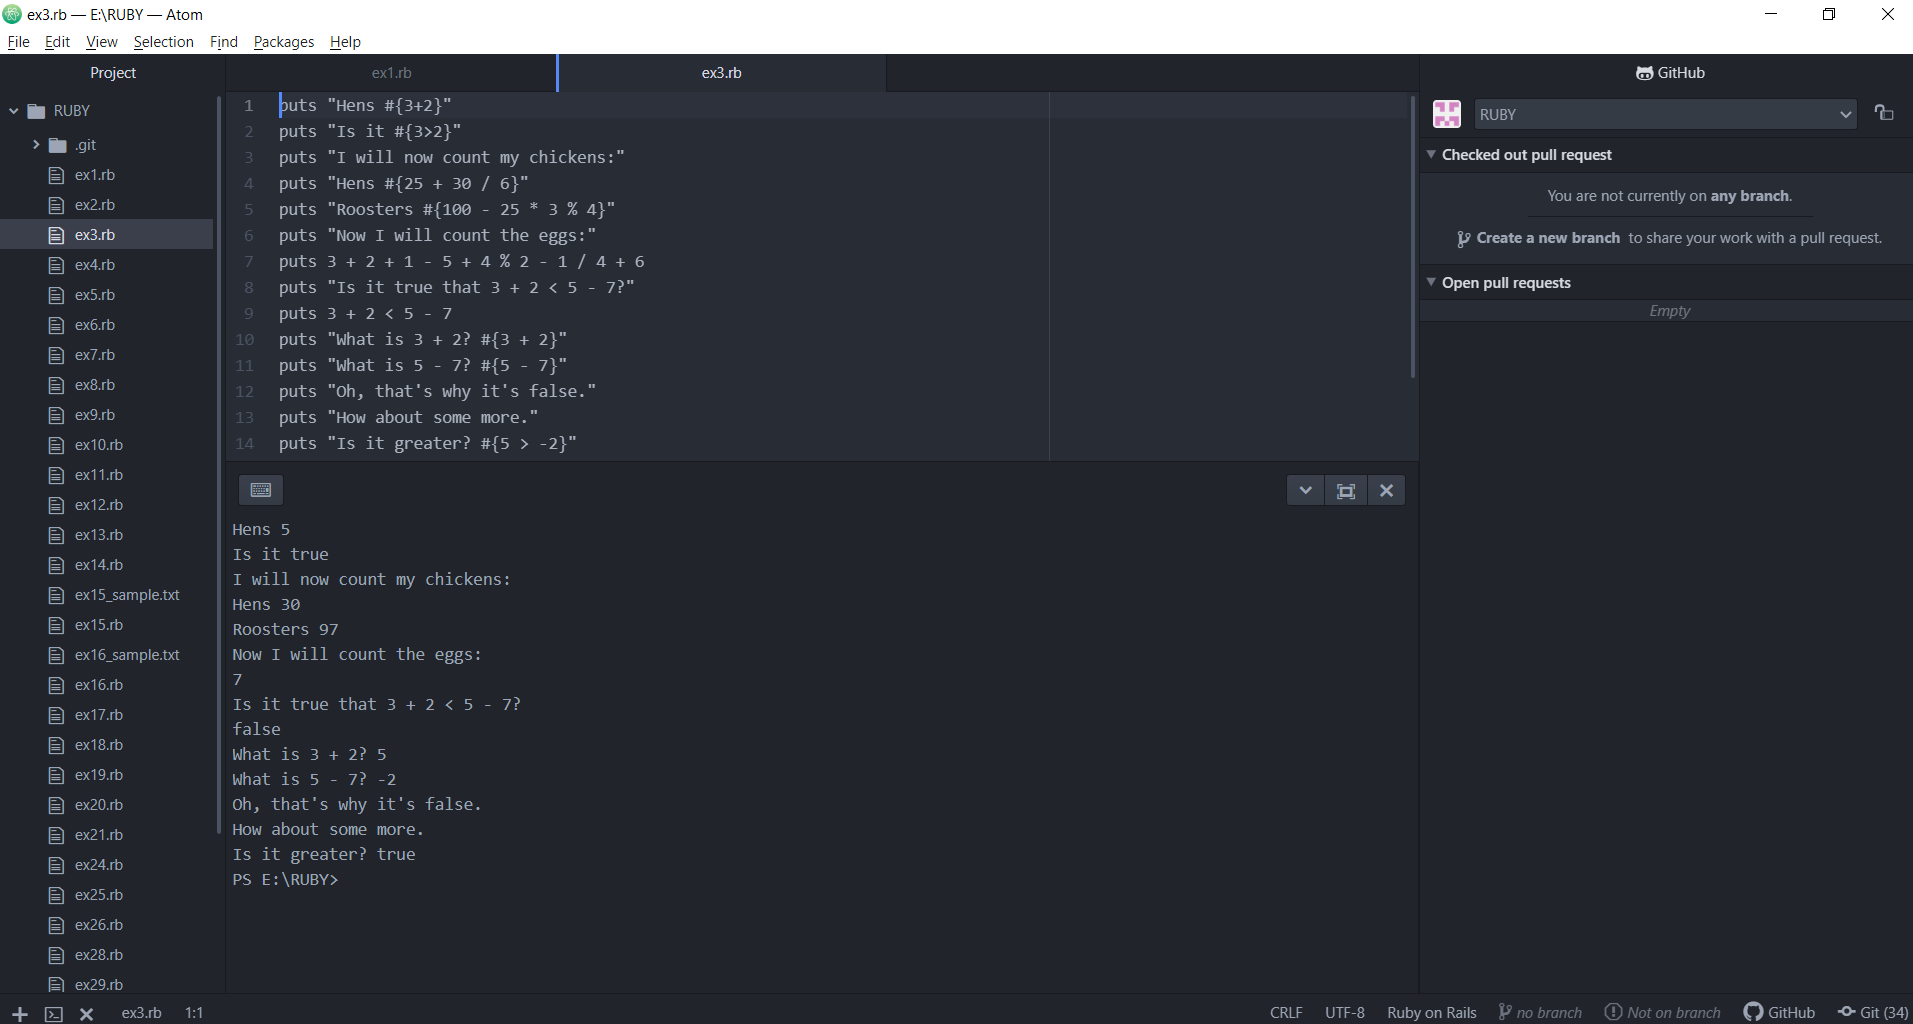 ex3.rb — E:\RUBY — Atom
File Edit View Selection Find Packages Help
Project
RUBY
.git
ex1.rb
ex2.rb
ex3.rb
ex4.rb
ex5.rb
ex6.rb
ex7.rb
ex8.rb
ex9.rb
ex10.rb
ex11.rb
ex12.rb
ex13.rb
ex14.rb
ex15_sample.txt
ex15.rb
ex16_sample.txt
ex16.rb
ex17.rb
ex18.rb
ex19.rb
ex20.rb
ex21.rb
ex24.rb
ex25.rb
ex26.rb
ex28.rb
ex29.rb
ex1.rb ex3.rb
1 puts "Hens #{3+2}"
2 puts "Is it #{3>2}"
3 puts "I will now count my chickens:"
4 puts "Hens #{25 + 30 / 6}"
5 puts "Roosters #{100 - 25 * 3 % 4}"
6 puts "Now I will count the eggs:"
7 puts 3 + 2 + 1 - 5 + 4 % 2 - 1 / 4 + 6
8 puts "Is it true that 3 + 2 < 5 - 7?"
9 puts 3 + 2 < 5 - 7
10 puts "What is 3 + 2? #{3 + 2}"
11 puts "What is 5 - 7? #{5 - 7}"
12 puts "Oh, that's why it's false."
13 puts "How about some more."
14 puts "Is it greater? #{5 > -2}"
Hens 5
Is it true
I will now count my chickens:
Hens 30
Roosters 97
Now I will count the eggs:
7
Is it true that 3 + 2 < 5 - 7?
false
What is 3 + 2? 5
What is 5 - 7? -2
Oh, that's why it's false.
How about some more.
Is it greater? true
PS E:\RUBY>
GitHub
RUBY
Checked out pull request
You are not currently on any branch.
Create a new branch to share your work with a pull request.
Open pull requests
Empty
ex3.rb 1:1 CRLF UTF-8 Ruby on Rails no branch Not on branch GitHub Git (34)